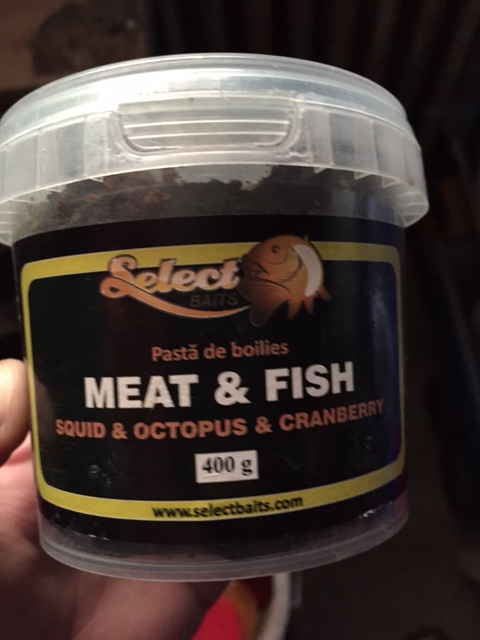 Select
BAITS
Pastă de boilies
MEAT & FISH
SQUID & OCTOPUS & CRANBERRY
400 g
www.selectbaits.com